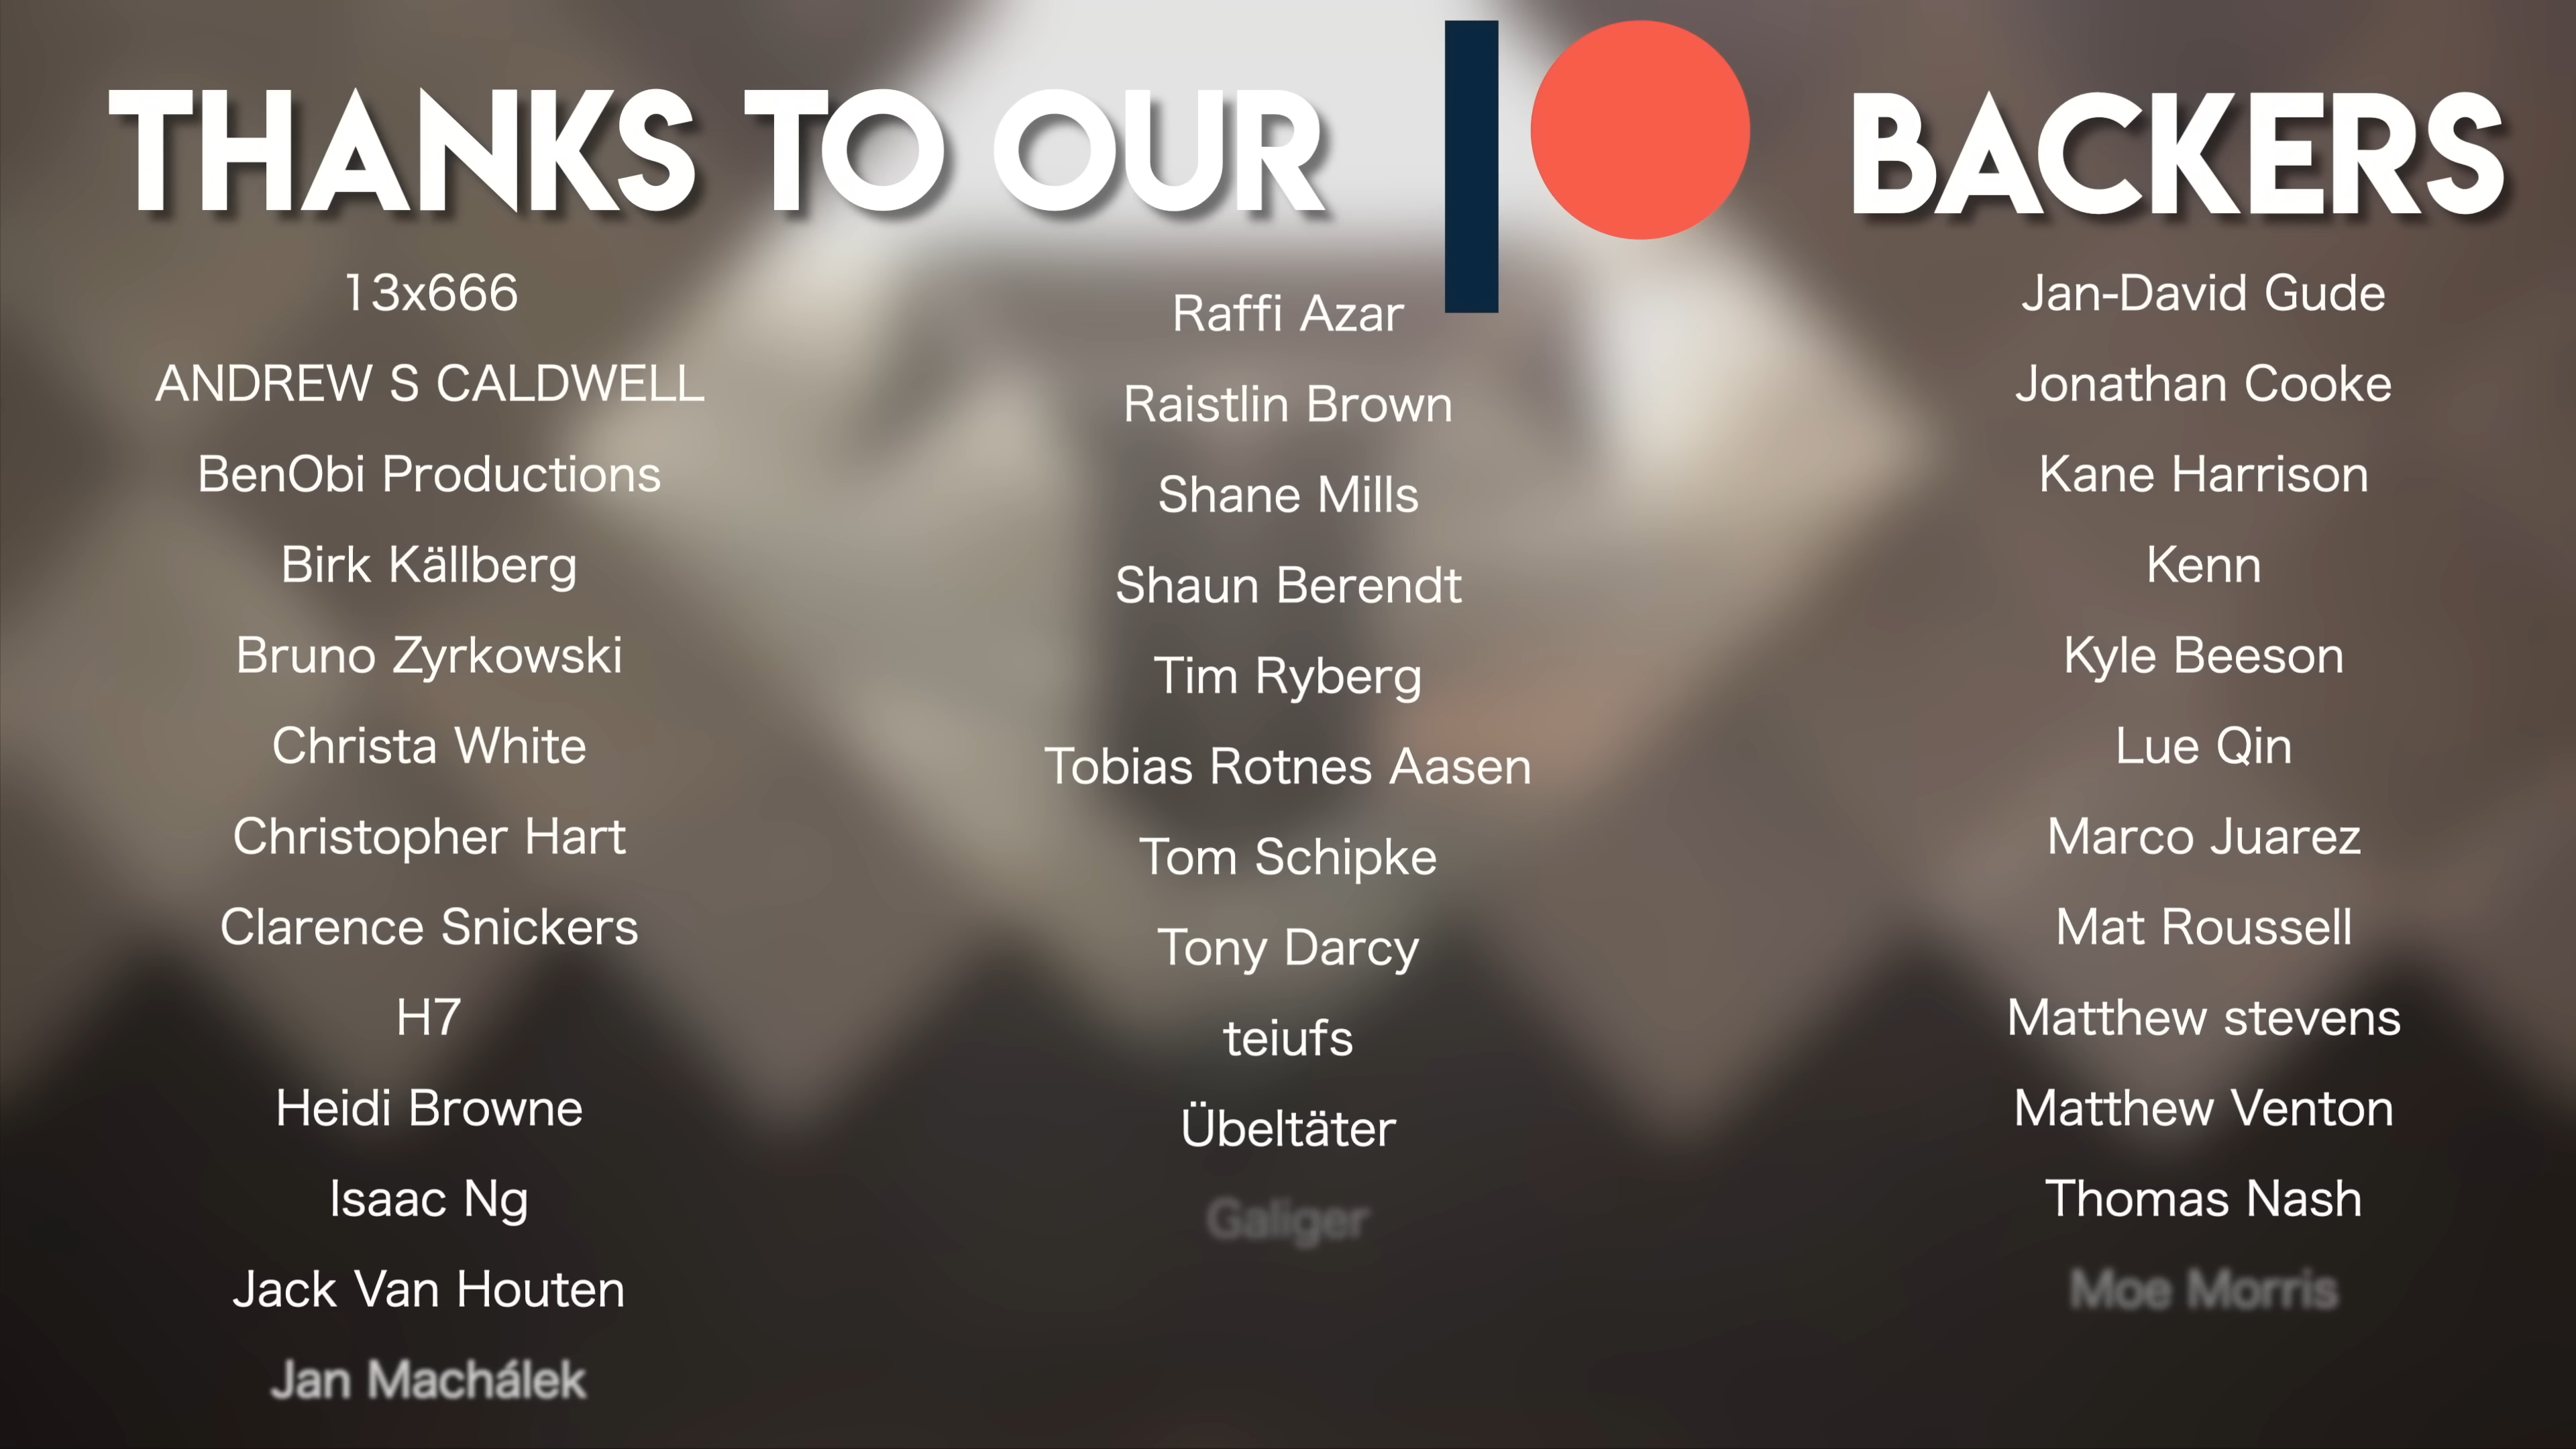 THANKS TO OUR BACKERS
13x666
ANDREW S CALDWELL
BenObi Productions
Birk Källberg
Bruno Zyrkowski
Christa White
Christopher Hart
Clarence Snickers
H7
Heidi Browne
Isaac Ng
Jack Van Houten
Jan Machálek
Raffi Azar
Raistlin Brown
Shane Mills
Shaun Berendt
Tim Ryberg
Tobias Rotnes Aasen
Tom Schipke
Tony Darcy
teiufs
Übeltäter
Galiger
Jan-David Gude
Jonathan Cooke
Kane Harrison
Kenn
Kyle Beeson
Lue Qin
Marco Juarez
Mat Roussell
Matthew stevens
Matthew Venton
Thomas Nash
Moe Morris